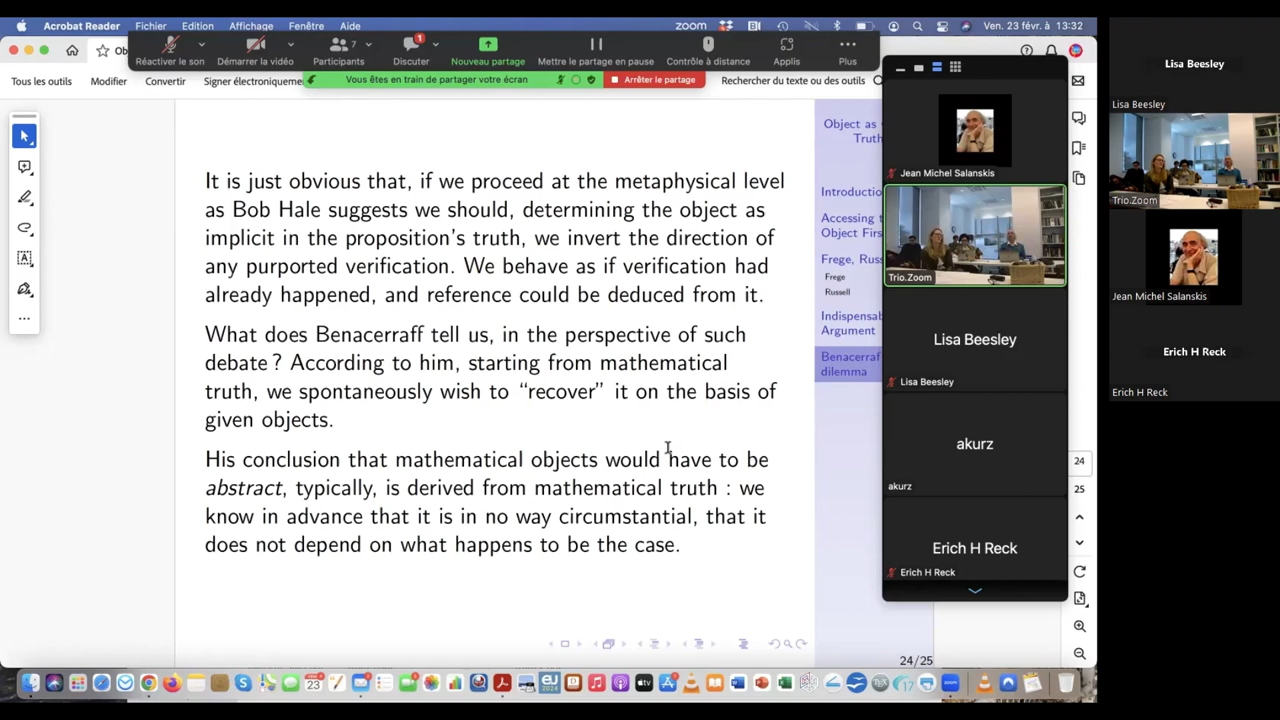 Acrobat Reader Fichier Edition Affichage Fenêtre Aide
zoom
Ven. 23 févr. à 13:32
Ob
Réactiver le son
Démarrer la vidéo
7
Participants
1
Discuter
Nouveau partage
Mettre le partage en pause
Contrôle à distance
Applis
Plus
Tous les outils Modifier Convertir Signer électroniqueme
Vous êtes en train de partager votre écran
Arrêter le partage
Rechercher du texte ou des outils
It is just obvious that, if we proceed at the metaphysical level
as Bob Hale suggests we should, determining the object as
implicit in the proposition's truth, we invert the direction of
any purported verification. We behave as if verification had
already happened, and reference could be deduced from it.
What does Benacerraff tell us, in the perspective of such
debate ? According to him, starting from mathematical
truth, we spontaneously wish to “recover” it on the basis of
given objects.
His conclusion that mathematical objects would have to be
abstract, typically, is derived from mathematical truth : we
know in advance that it is in no way circumstantial, that it
does not depend on what happens to be the case.
Object as
Truth
Introductio
Accessing t
Object Firs
Frege, Rus
Frege
Russell
Indispensab
Argument
Benacerraf
dilemma
24/25
Jean Michel Salanskis
Trio.Zoom
Lisa Beesley
Lisa Beesley
akurz
akurz
Erich H Reck
Erich H Reck
24
25
Lisa Beesley
Lisa Beesley
Trio.Zoom
Jean Michel Salanskis
Erich H Reck
Erich H Reck